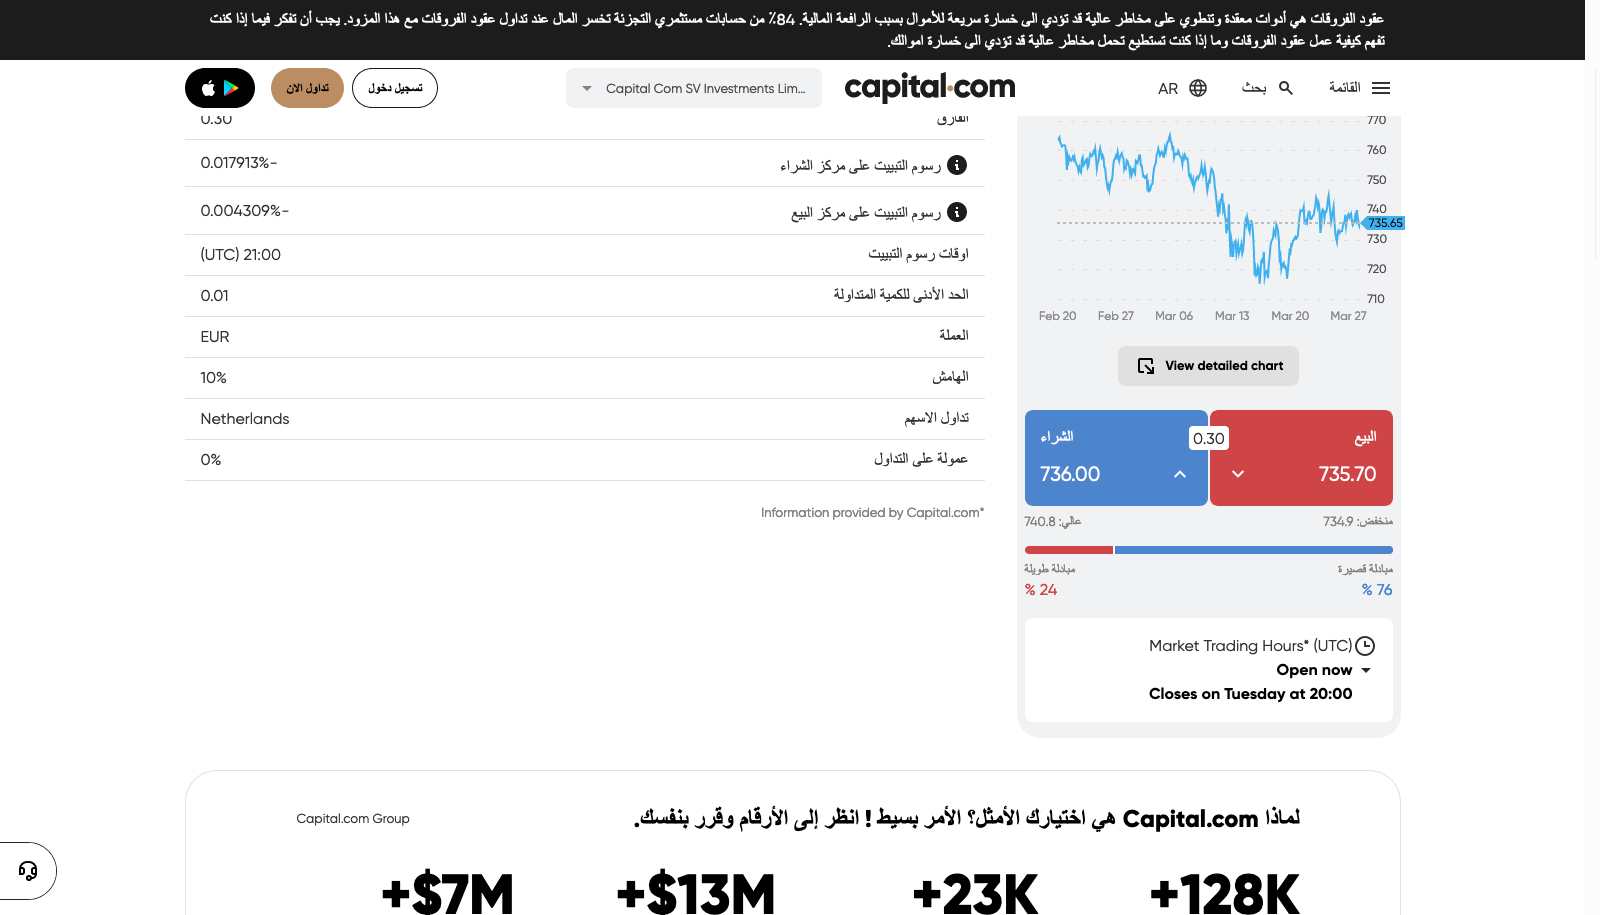 عقود الفروقات هي أدوات معقدة وتنطوي على مخاطر عالية قد تؤدي الى خسارة سريعة للأموال بسبب الرافعة المالية. 84٪ من حسابات مستثمري التجزئة تخسر المال عند تداول عقود الفروقات مع هذا المزود. يجب أن تفكر فيما إذا كنت
تفهم كيفية عمل عقود الفروقات وما إذا كنت تستطيع تحمل مخاطر عالية قد تؤدي الى خسارة اموالك.
القائمة
بحث
AR
capital.com
Capital Com SV Investments Lim...
تسجيل دخول
تداول الان
الفارق 0.30
رسوم التبييت على مركز الشراء 0.017913%-
رسوم التبييت على مركز البيع 0.004309%-
اوقات رسوم التبييت 21:00 (UTC)
الحد الأدنى للكمية المتداولة 0.01
العملة EUR
الهامش 10%
تداول الاسهم Netherlands
عمولة على التداول 0%
Information provided by Capital.com*
770
760
750
740
735.65
730
720
710
Feb 20 Feb 27 Mar 06 Mar 13 Mar 20 Mar 27
View detailed chart
البيع
735.70
0.30
الشراء
736.00
منخفض: 734.9
عالي: 740.8
مبادلة قصيرة
% 76
مبادلة طويلة
% 24
Market Trading Hours* (UTC)
Open now
Closes on Tuesday at 20:00
لماذا Capital.com هي اختيارك الأمثل؟ الأمر بسيط ! انظر إلى الأرقام وقرر بنفسك.
Capital.com Group
+128K
+23K
+$13M
+$7M